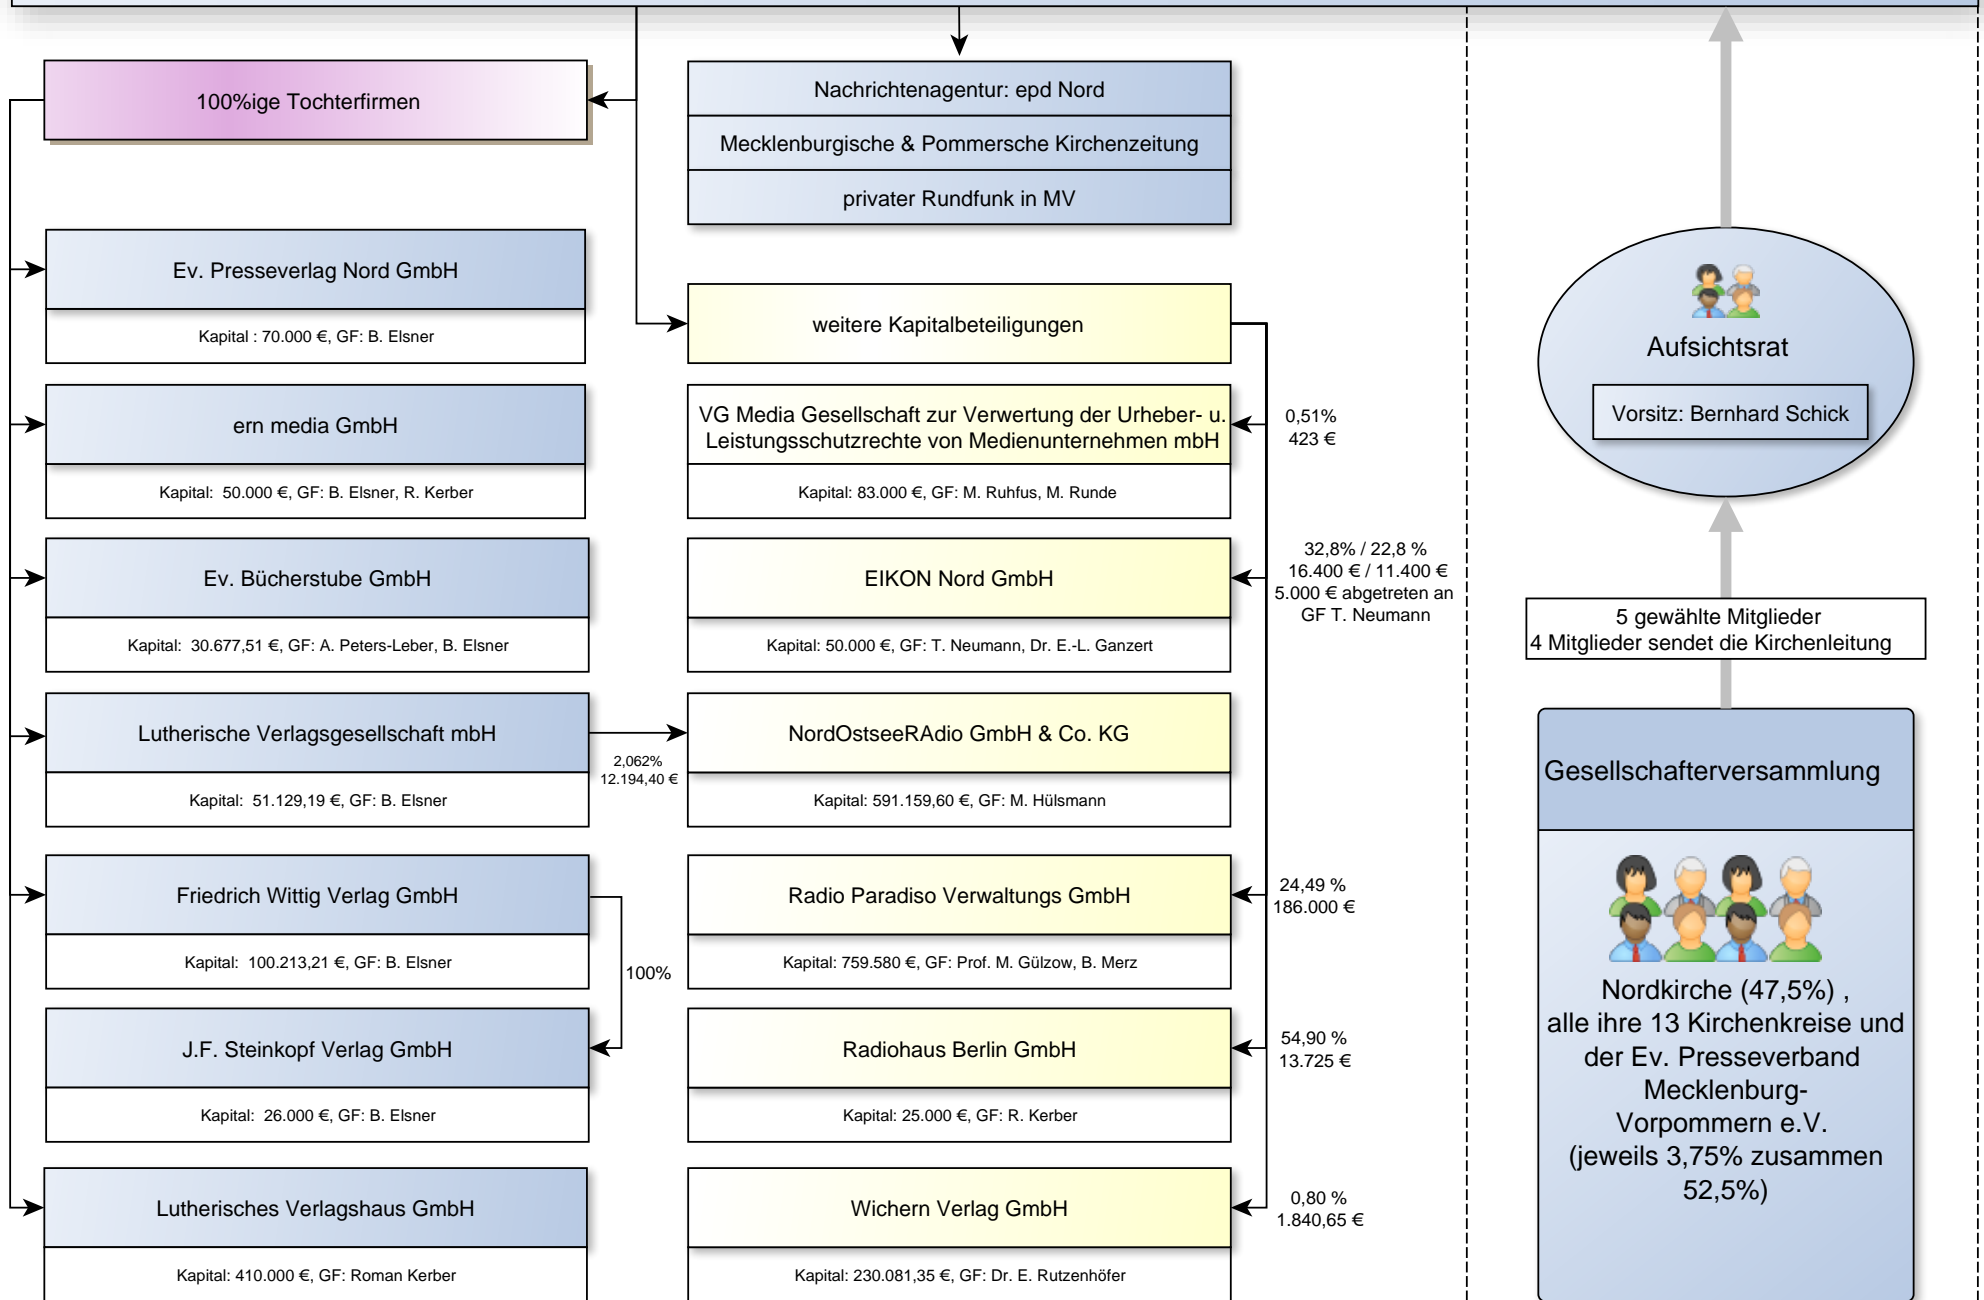 100%ige Tochterfirmen
Ev. Presseverlag Nord GmbH
Kapital : 70.000 €, GF: B. Elsner
ern media GmbH
Kapital: 50.000 €, GF: B. Elsner, R. Kerber
Ev. Bücherstube GmbH
Kapital: 30.677,51 €, GF: A. Peters-Leber, B. Elsner
Lutherische Verlagsgesellschaft mbH
Kapital: 51.129,19 €, GF: B. Elsner
2,062%
12.194,40 €
Friedrich Wittig Verlag GmbH
Kapital: 100.213,21 €, GF: B. Elsner
100%
J.F. Steinkopf Verlag GmbH
Kapital: 26.000 €, GF: B. Elsner
Lutherisches Verlagshaus GmbH
Kapital: 410.000 €, GF: Roman Kerber
Nachrichtenagentur: epd Nord
Mecklenburgische & Pommersche Kirchenzeitung
privater Rundfunk in MV
weitere Kapitalbeteiligungen
VG Media Gesellschaft zur Verwertung der Urheber- u.
Leistungsschutzrechte von Medienunternehmen mbH
Kapital: 83.000 €, GF: M. Ruhfus, M. Runde
0,51%
423 €
EIKON Nord GmbH
Kapital: 50.000 €, GF: T. Neumann, Dr. E.-L. Ganzert
32,8% / 22,8 %
16.400 € / 11.400 €
5.000 € abgetreten an
GF T. Neumann
NordOstseeRAdio GmbH & Co. KG
Kapital: 591.159,60 €, GF: M. Hülsmann
Radio Paradiso Verwaltungs GmbH
Kapital: 759.580 €, GF: Prof. M. Gülzow, B. Merz
24,49 %
186.000 €
Radiohaus Berlin GmbH
Kapital: 25.000 €, GF: R. Kerber
54,90 %
13.725 €
Wichern Verlag GmbH
Kapital: 230.081,35 €, GF: Dr. E. Rutzenhöfer
0,80 %
1.840,65 €
Aufsichtsrat
Vorsitz: Bernhard Schick
5 gewählte Mitglieder
4 Mitglieder sendet die Kirchenleitung
Gesellschafterversammlung
Nordkirche (47,5%) ,
alle ihre 13 Kirchenkreise und
der Ev. Presseverband
Mecklenburg-
Vorpommern e.V.
(jeweils 3,75% zusammen
52,5%)